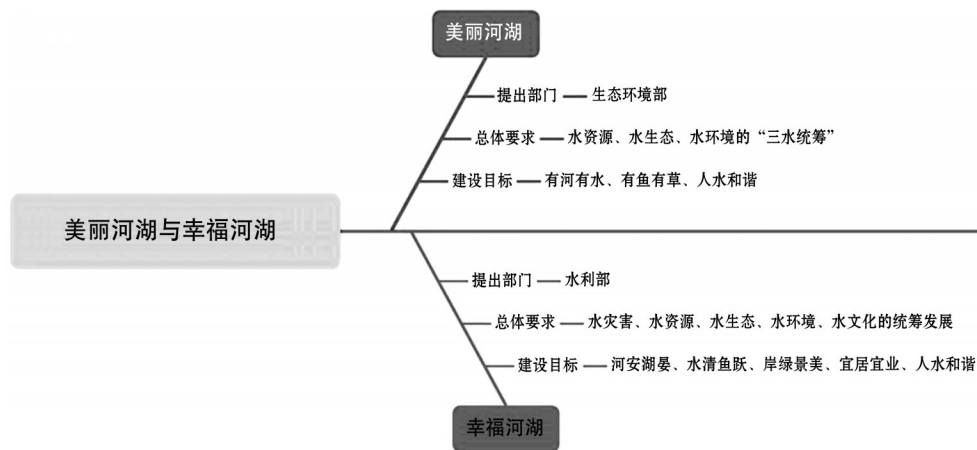 美丽河湖
提出部门 生态环境部
总体要求 水资源、水生态、水环境的“三水统筹”
建设目标 有河有水、有鱼有草、人水和谐
美丽河湖与幸福河湖
提出部门 水利部
总体要求 水灾害、水资源、水生态、水环境、水文化的统筹发展
建设目标 河安湖晏、水清鱼跃、岸绿景美、宜居宜业、人水和谐
幸福河湖